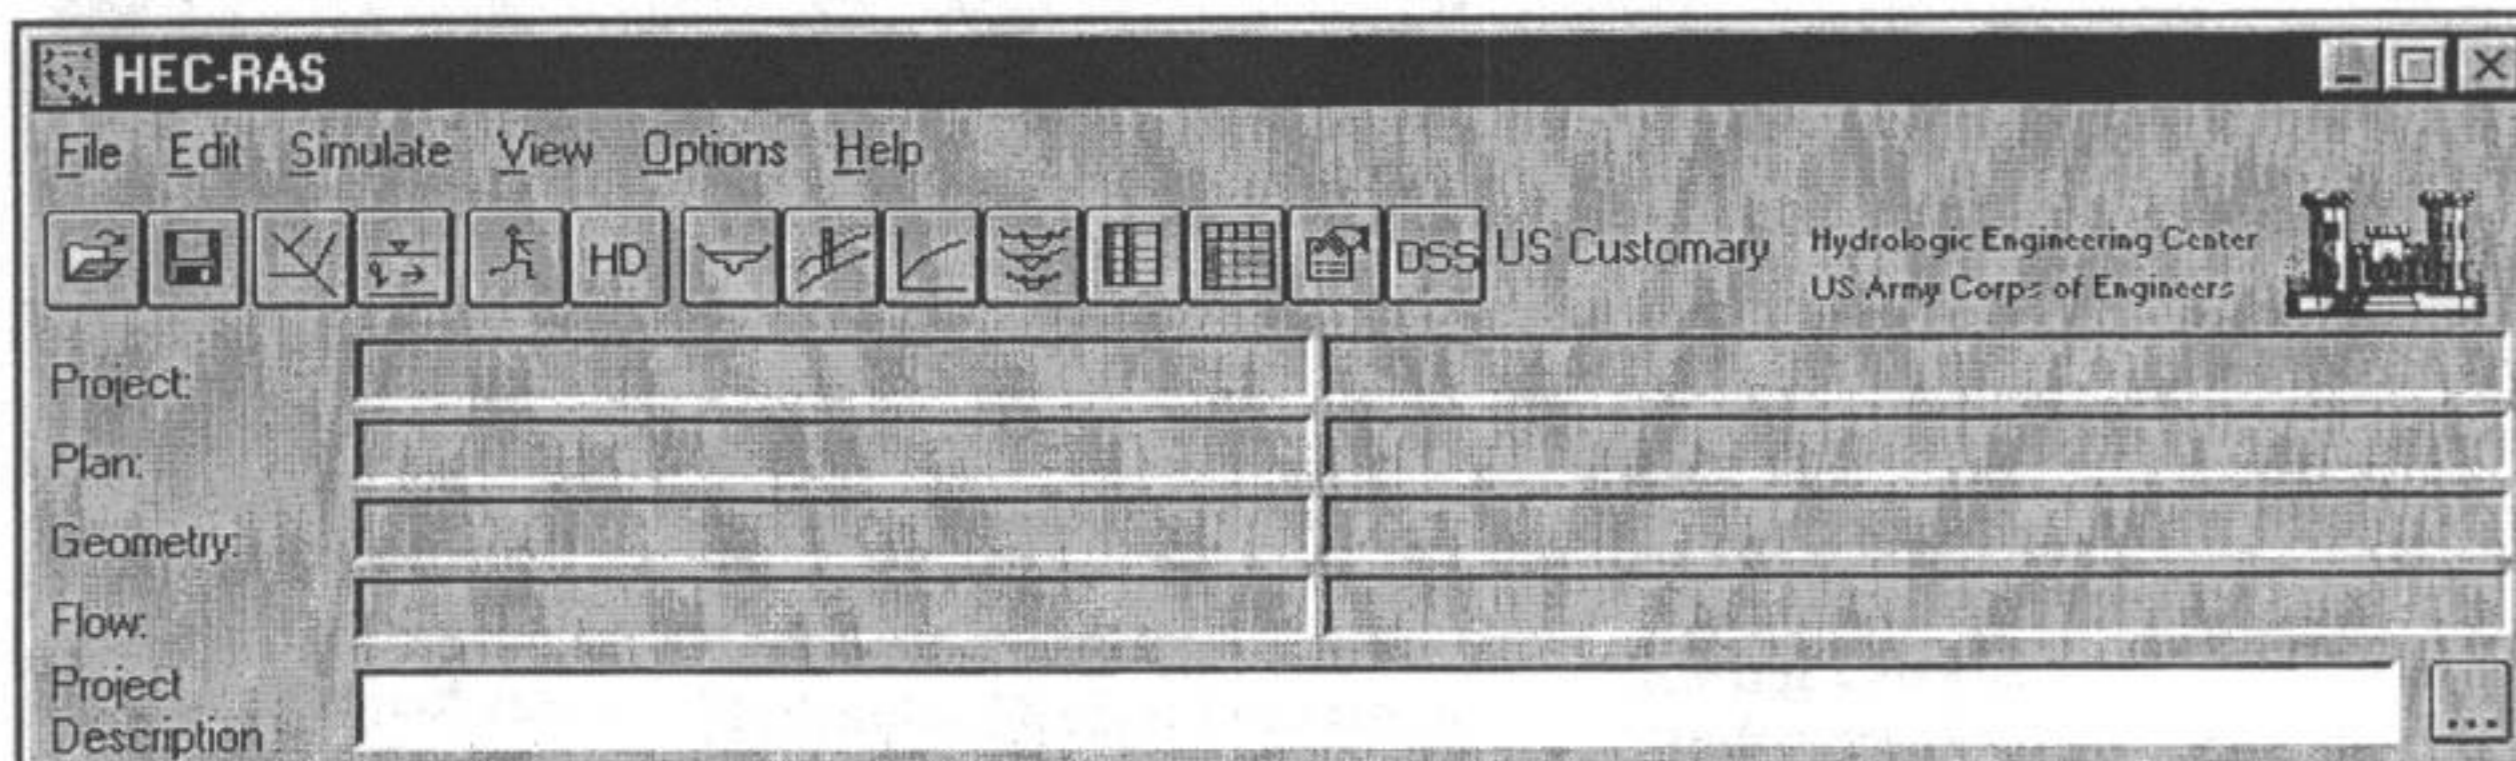 HEC-RAS
File Edit Simulate View Options Help
HD DSS US Customary
Hydrologic Engineering Center
US Army Corps of Engineers
Project:
Plan:
Geometry:
Flow:
Project
Description :
...